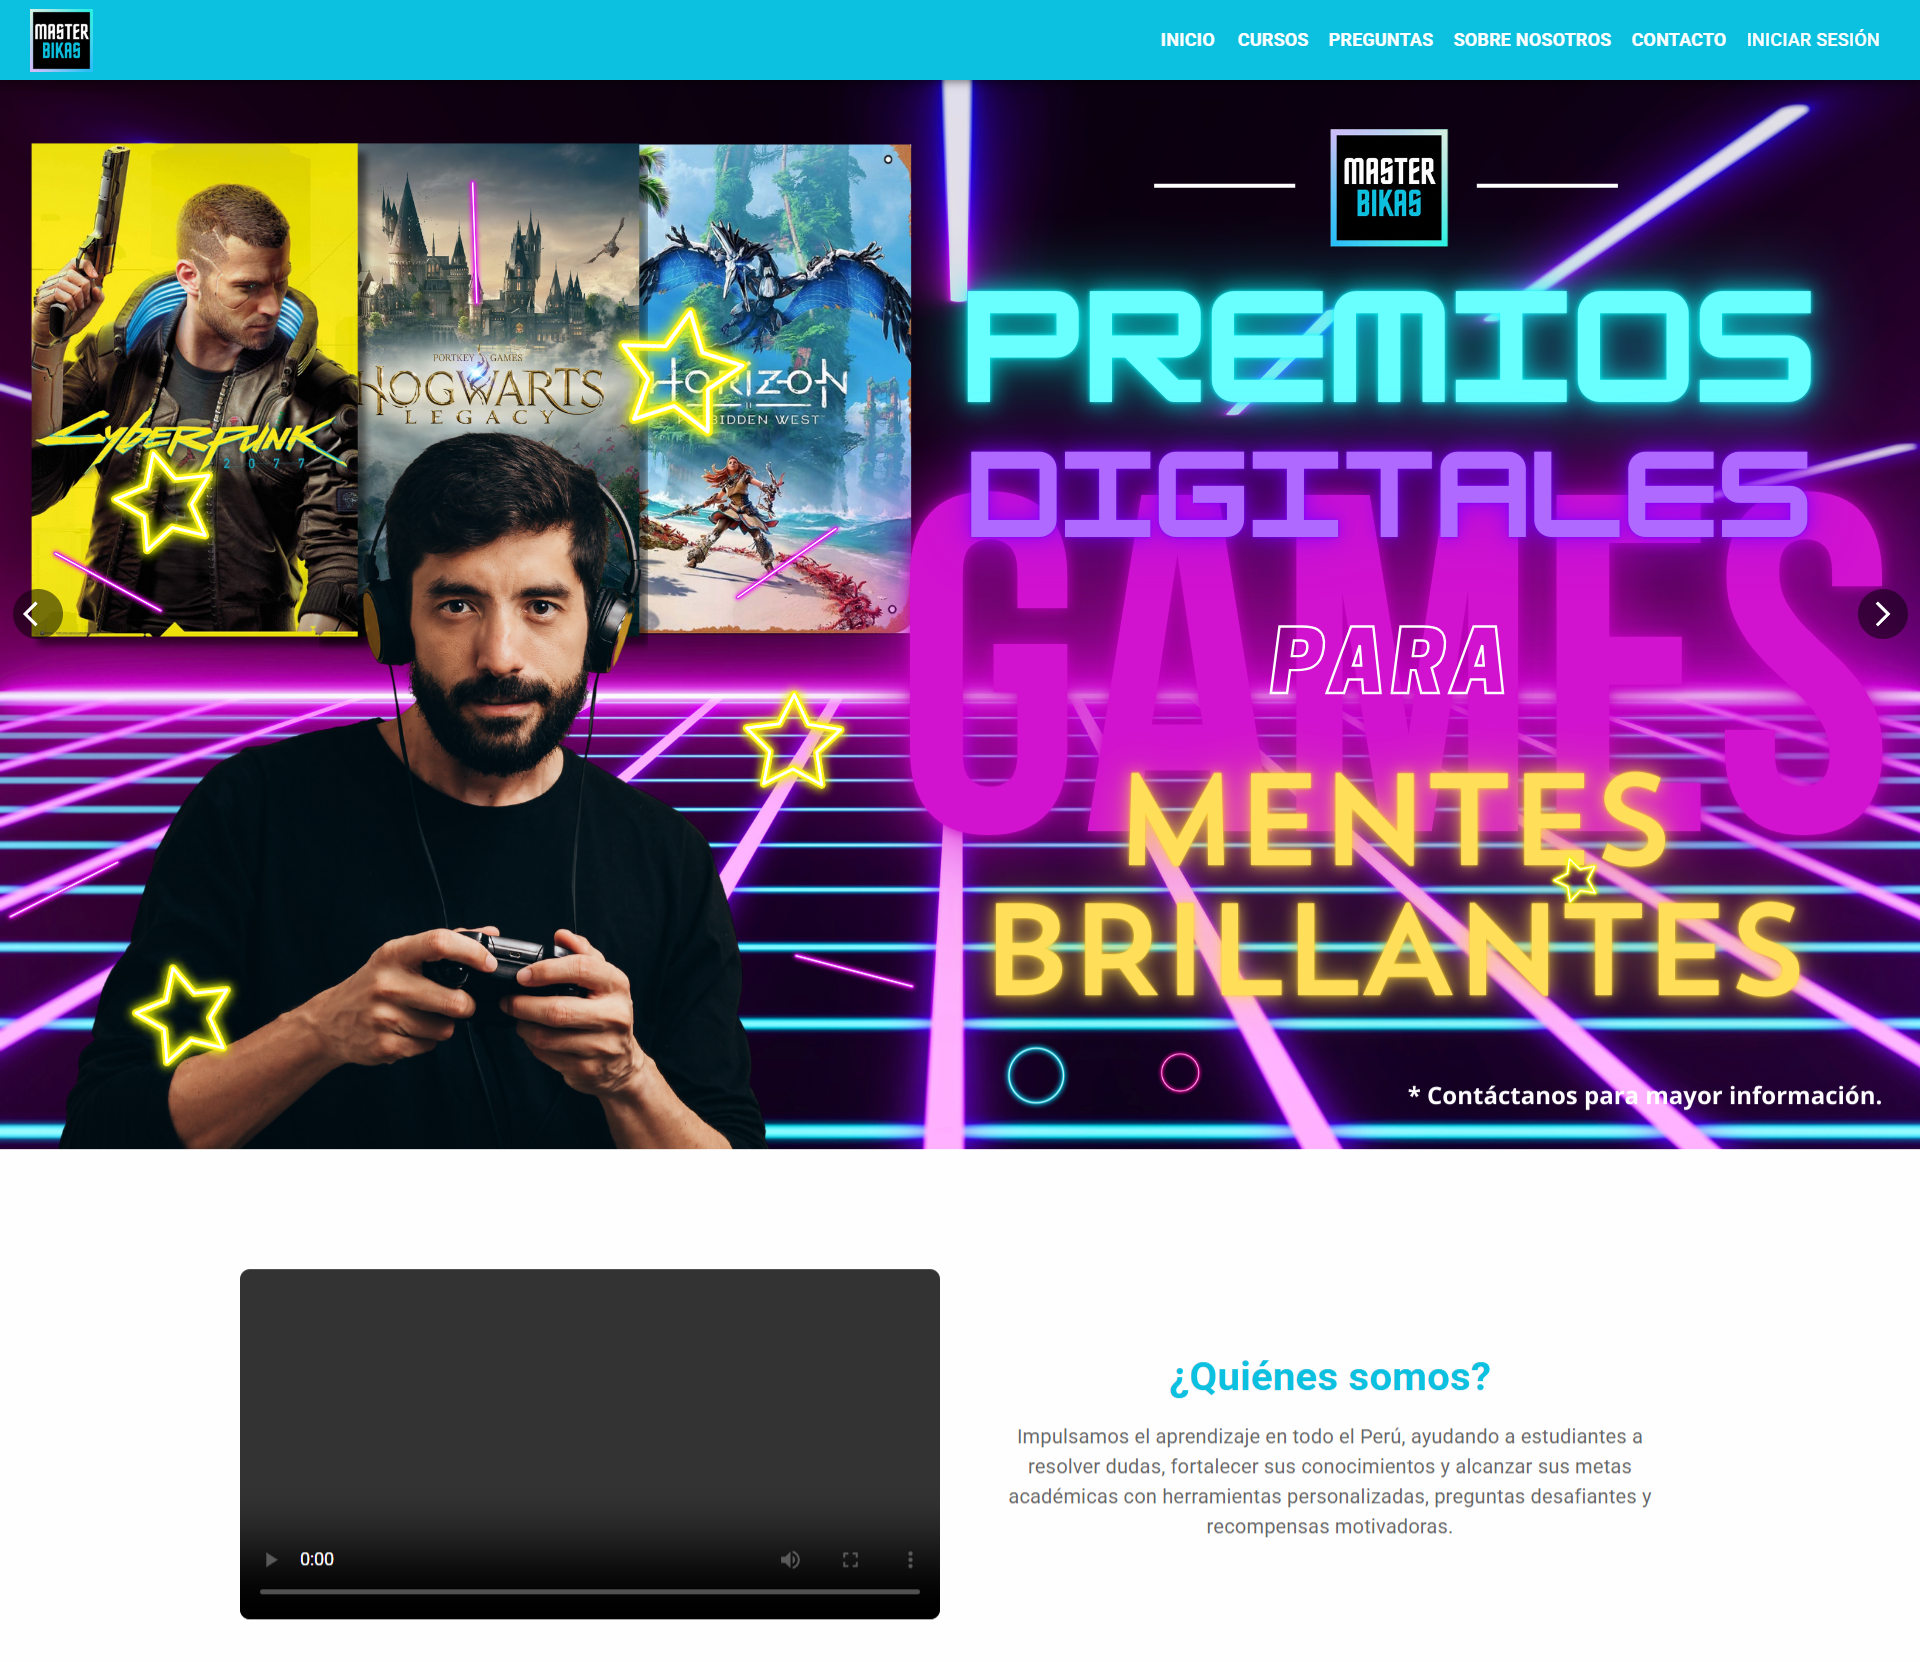 MASTER
BIKAS
INICIO CURSOS PREGUNTAS SOBRE NOSOTROS CONTACTO INICIAR SESIÓN
MASTER
BIKAS
PREMIOS
DIGITALES
GAMES
PARA
MENTES
BRILLANTES
* Contáctanos para mayor información.
CYBERPUNK
2077
PORTKEY GAMES
HOGWARTS
LEGACY
HORIZON
FORBIDDEN WEST
0:00
¿Quiénes somos?
Impulsamos el aprendizaje en todo el Perú, ayudando a estudiantes a
resolver dudas, fortalecer sus conocimientos y alcanzar sus metas
académicas con herramientas personalizadas, preguntas desafiantes y
recompensas motivadoras.